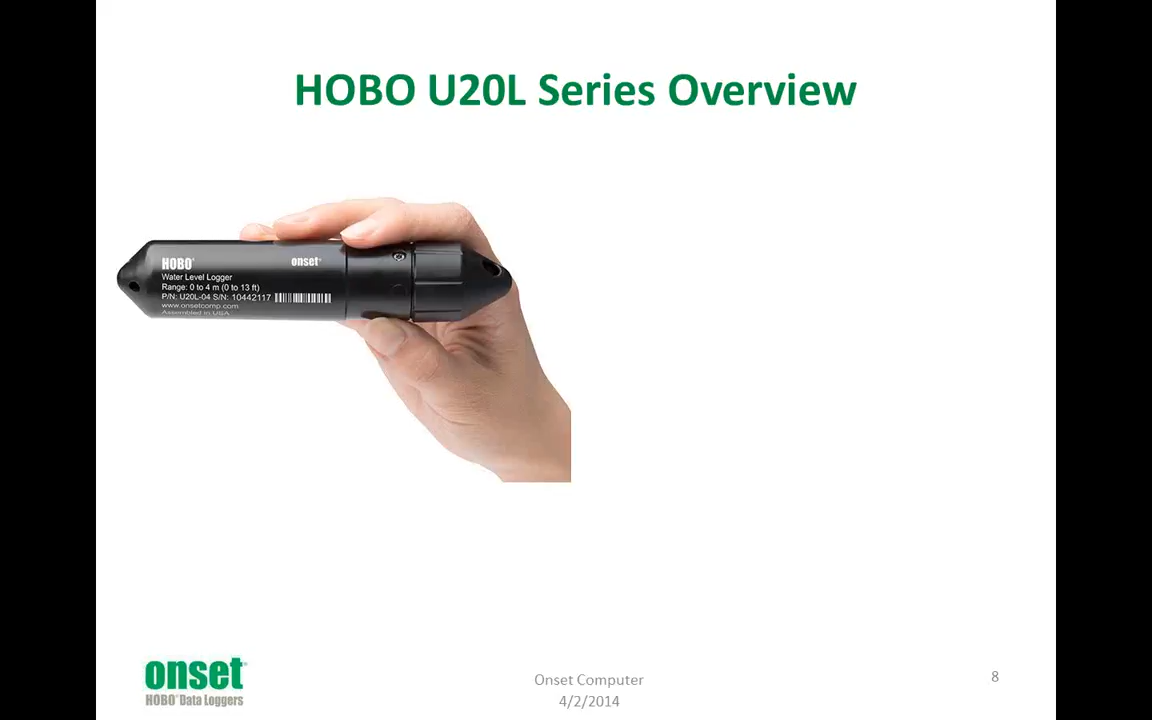 HOBO U20L Series Overview
HOBO® onset®
Water Level Logger
Range: 0 to 4 m (0 to 13 ft)
P/N: U20L-04 S/N: 10442117
www.onsetcomp.com
Assembled in USA
onset®
HOBO® Data Loggers
Onset Computer
4/2/2014
8